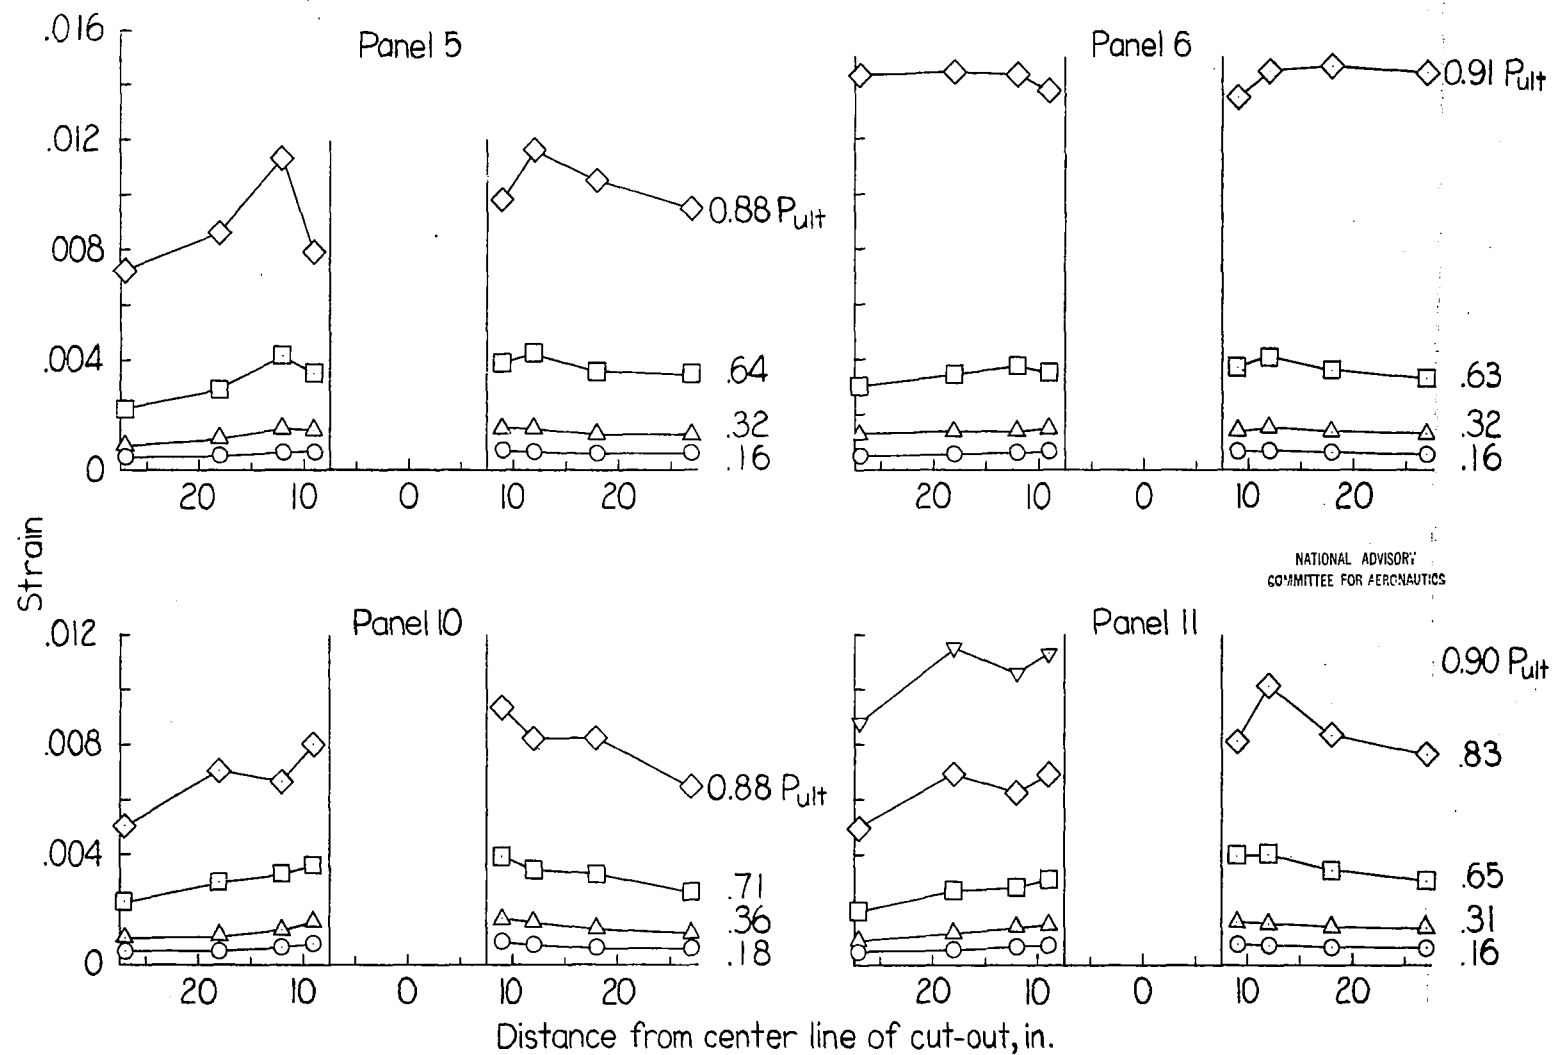 .016
Panel 5
.012
008
.004
0
0.88 Pult
.64
.32
.16
20 10 0 10 20
Panel 6
0.91 Pult
.63
.32
.16
20 10 0 10 20
Strain
NATIONAL ADVISORY
COMMITTEE FOR AERONAUTICS
.012
Panel 10
.008
.004
0
0.88 Pult
.71
.36
.18
20 10 0 10 20
Panel 11
0.90 Pult
.83
.65
.31
.16
20 10 0 10 20
Distance from center line of cut-out, in.